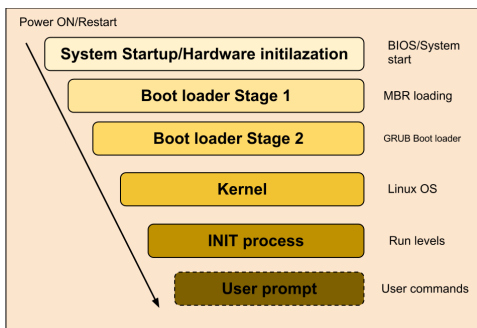 Power ON/Restart
System Startup/Hardware initilazation
BIOS/System
start
Boot loader Stage 1
MBR loading
Boot loader Stage 2
GRUB Boot loader
Kernel
Linux OS
INIT process
Run levels
User prompt
User commands